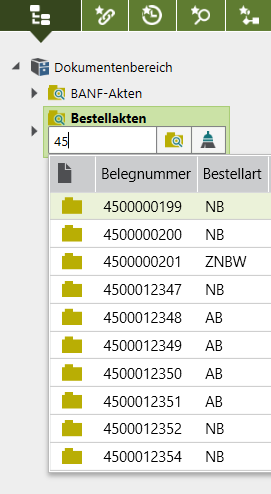 Dokumentenbereich
BANF-Akten
Bestellakten
45
Belegnummer Bestellart
4500000199 NB
4500000200 NB
4500000201 ZNBW
4500012347 NB
4500012348 AB
4500012349 AB
4500012350 AB
4500012351 AB
4500012352 NB
4500012354 NB